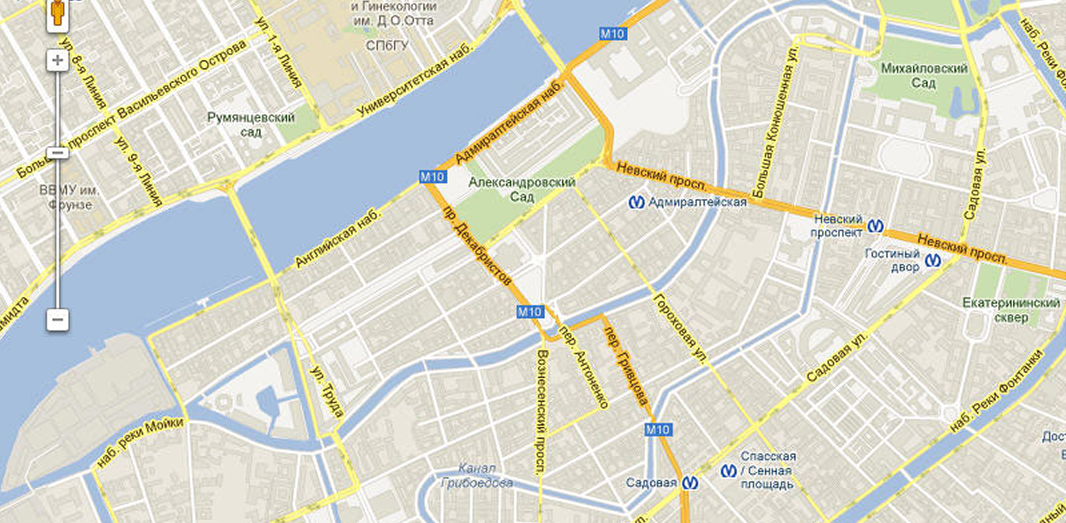 и Гинекологии
им. Д.О.Отта
СПбГУ
M10
ул. 8-я Линия
ул. 1-я Линия
Большой проспект Васильевского Острова
Университетская наб.
Румянцевский
сад
ул. 9-я Линия
ВВМУ им.
Фрунзе
Адмиралтейская наб.
M10
Александровский
Сад
Невский просп.
Адмиралтейская
Большая Конюшенная ул.
Михайловский
Сад
Садовая ул.
наб. Реки
Невский
проспект
Невский просп.
Гостиный
двор
Екатерининский
сквер
Английская наб.
пр. Декабристов
M10
Гороховая ул.
пер. Антоненко
пер. Гривцова
Вознесенский просп.
Садовая ул.
наб. Реки Фонтанки
ул. Труда
наб. реки Мойки
M10
Канал
Грибоедова
Садовая
Спасская
/ Сенная
площадь